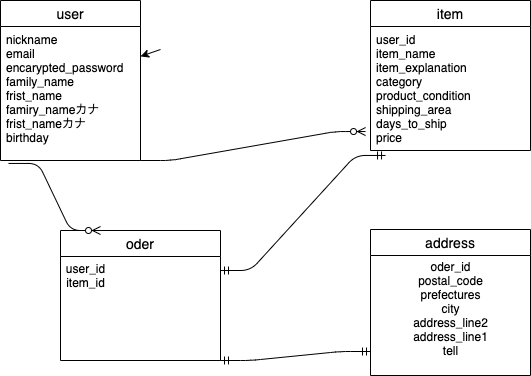 user
nickname
email
encarypted_password
family_name
frist_name
famiry_nameカナ
frist_nameカナ
birthday
item
user_id
item_name
item_explanation
category
product_condition
shipping_area
days_to_ship
price
oder
user_id
item_id
address
oder_id
postal_code
prefectures
city
address_line2
address_line1
tell